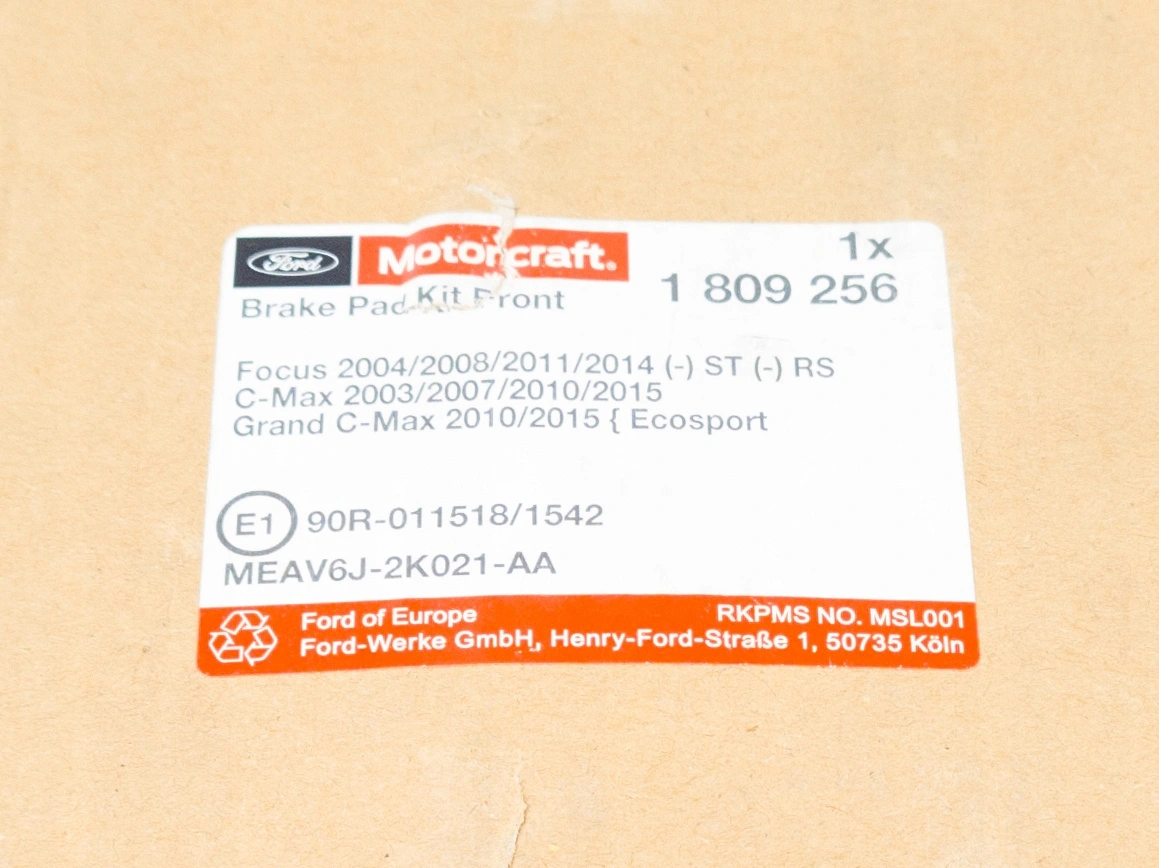 Ford Motorcraft® 1x
Brake Pad Kit Front 1 809 256
Focus 2004/2008/2011/2014 (-) ST (-) RS
C-Max 2003/2007/2010/2015
Grand C-Max 2010/2015 { Ecosport
E1 90R-011518/1542
MEAV6J-2K021-AA
Ford of Europe RKPMS NO. MSL001
Ford-Werke GmbH, Henry-Ford-Straße 1, 50735 Köln